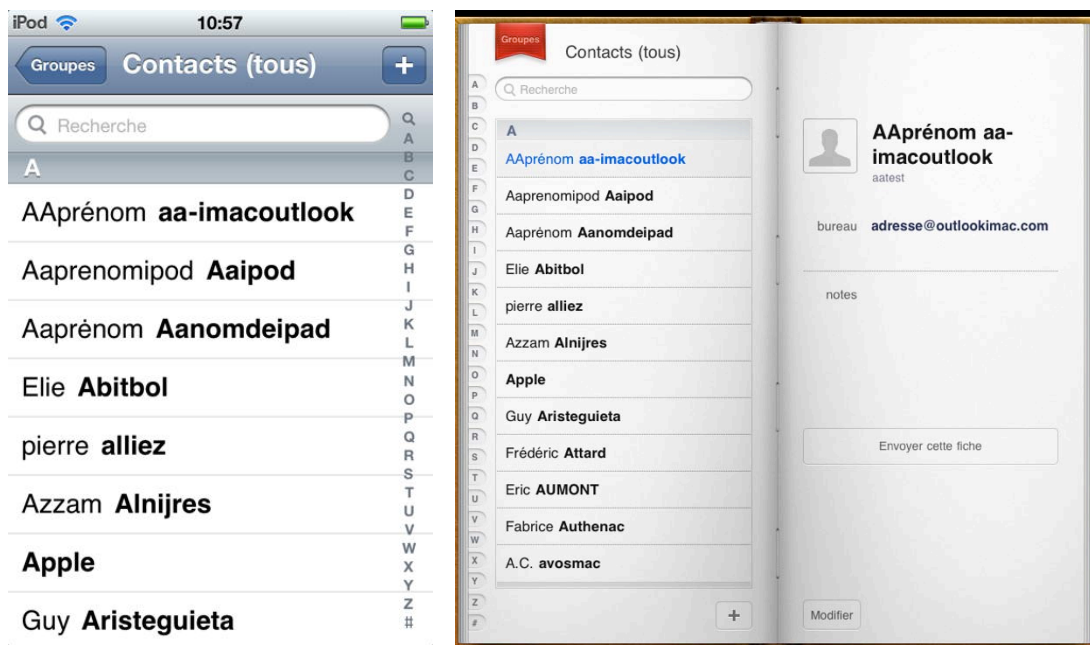 iPod 10:57
Groupes Contacts (tous) +
Recherche
A
AAprénom aa-imacoutlook
Aaprenomipod Aaipod
Aaprénom Aanomdeipad
Elie Abitbol
pierre alliez
Azzam Alnijres
Apple
Guy Aristeguieta
A
B
C
D
E
F
G
H
I
J
K
L
M
N
O
P
Q
R
S
T
U
V
W
X
Y
Z
#
Groupes
Contacts (tous)
Recherche
A
B
C
D
E
F
G
H
I
J
K
L
M
N
O
P
Q
R
S
T
U
V
W
X
Y
Z
#
A
AAprénom aa-imacoutlook
Aaprenomipod Aaipod
Aaprénom Aanomdeipad
Elie Abitbol
pierre alliez
Azzam Alnijres
Apple
Guy Aristeguieta
Frédéric Attard
Eric AUMONT
Fabrice Authenac
A.C. avosmac
+
AAprénom aa-
imacoutlook
aatest
bureau adresse@outlookimac.com
notes
Envoyer cette fiche
Modifier